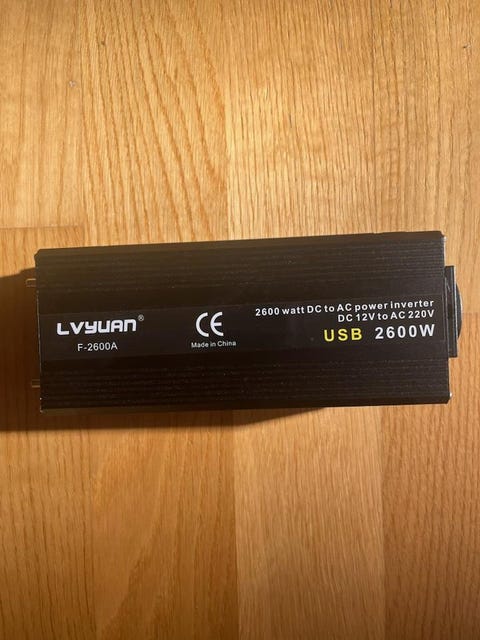 LVYUAN®
F-2600A
CE
Made in China
2600 watt DC to AC power inverter
DC 12V to AC 220V
USB 2600W